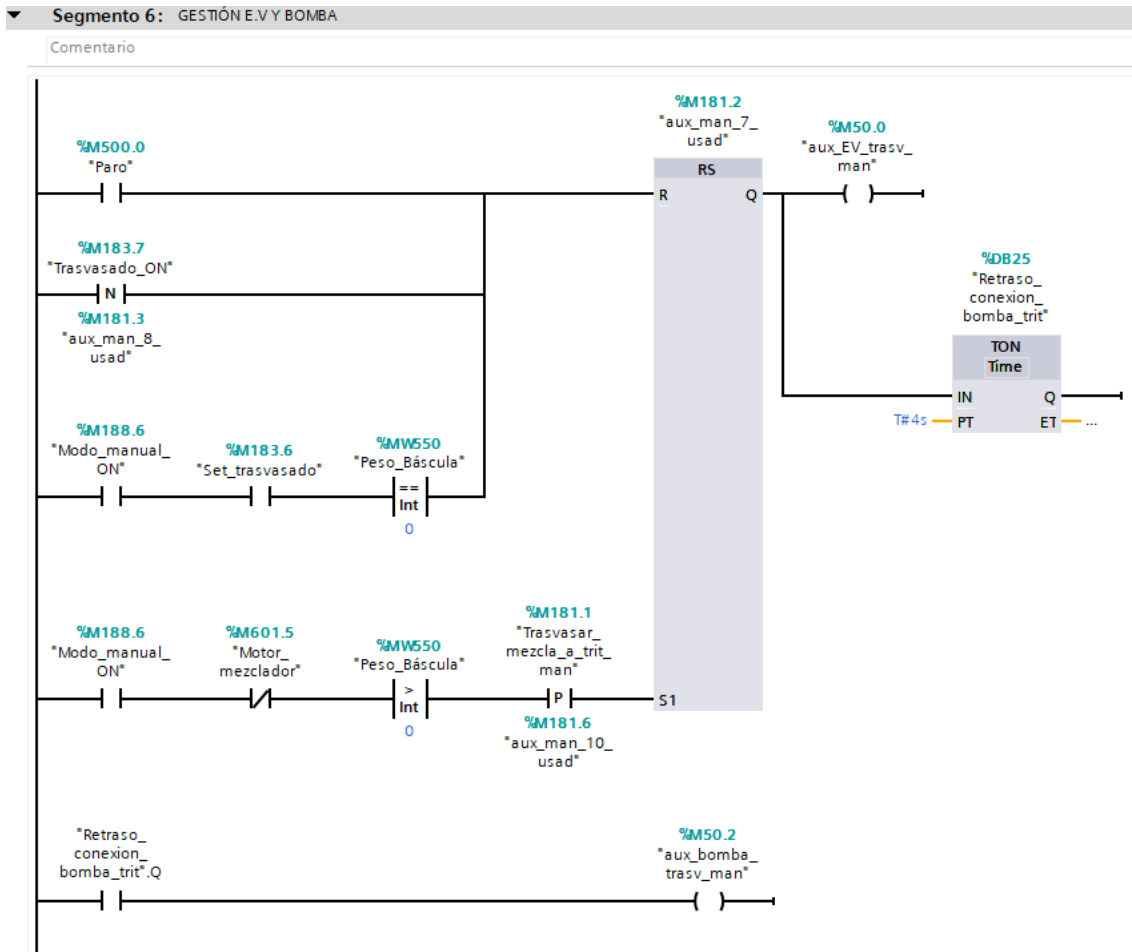 Segmento 6: GESTIÓN E.V Y BOMBA
Comentario
%M500.0
"Paro"
%M183.7
"Trasvasado_ON"
N
%M181.3
"aux_man_8_
usad"
%M188.6
"Modo_manual_
ON"
%M183.6
"Set_trasvasado"
%MW550
"Peso_Báscula"
==
Int
0
%M188.6
"Modo_manual_
ON"
%M601.5
"Motor_
mezclador"
%MW550
"Peso_Báscula"
>
Int
0
%M181.1
"Trasvasar_
mezcla_a_trit_
man"
P
%M181.6
"aux_man_10_
usad"
%M181.2
"aux_man_7_
usad"
RS
R Q
S1
%M50.0
"aux_EV_trasv_
man"
%DB25
"Retraso_
conexion_
bomba_trit"
TON
Time
IN Q
T#4s PT ET ...
"Retraso_
conexion_
bomba_trit".Q
%M50.2
"aux_bomba_
trasv_man"